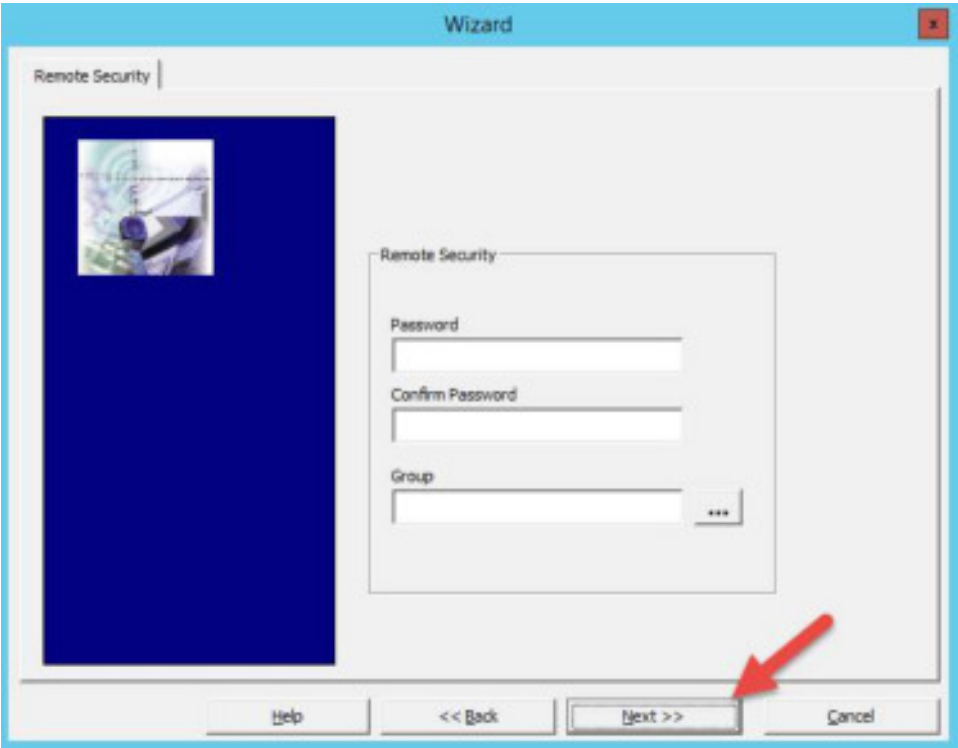 Wizard
x
Remote Security
Remote Security
Password
Confirm Password
Group
...
Help
<< Back
Next >>
Cancel